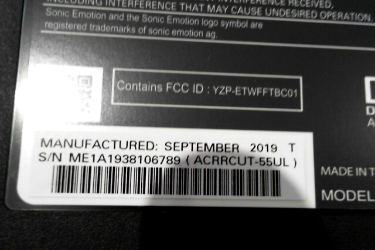 INCLUDING INTERFERENCE THAT MAY CAUSE UNDESIRED OPERATION.
Sonic Emotion and the Sonic Emotion logo symbol are
registered trademarks of sonic emotion ag.
Contains FCC ID : YZP-ETWFFTBC01
MANUFACTURED: SEPTEMBER 2019 T
S/N ME1A1938106789 ( ACRRCUT-55UL )
MADE IN T
MODEL